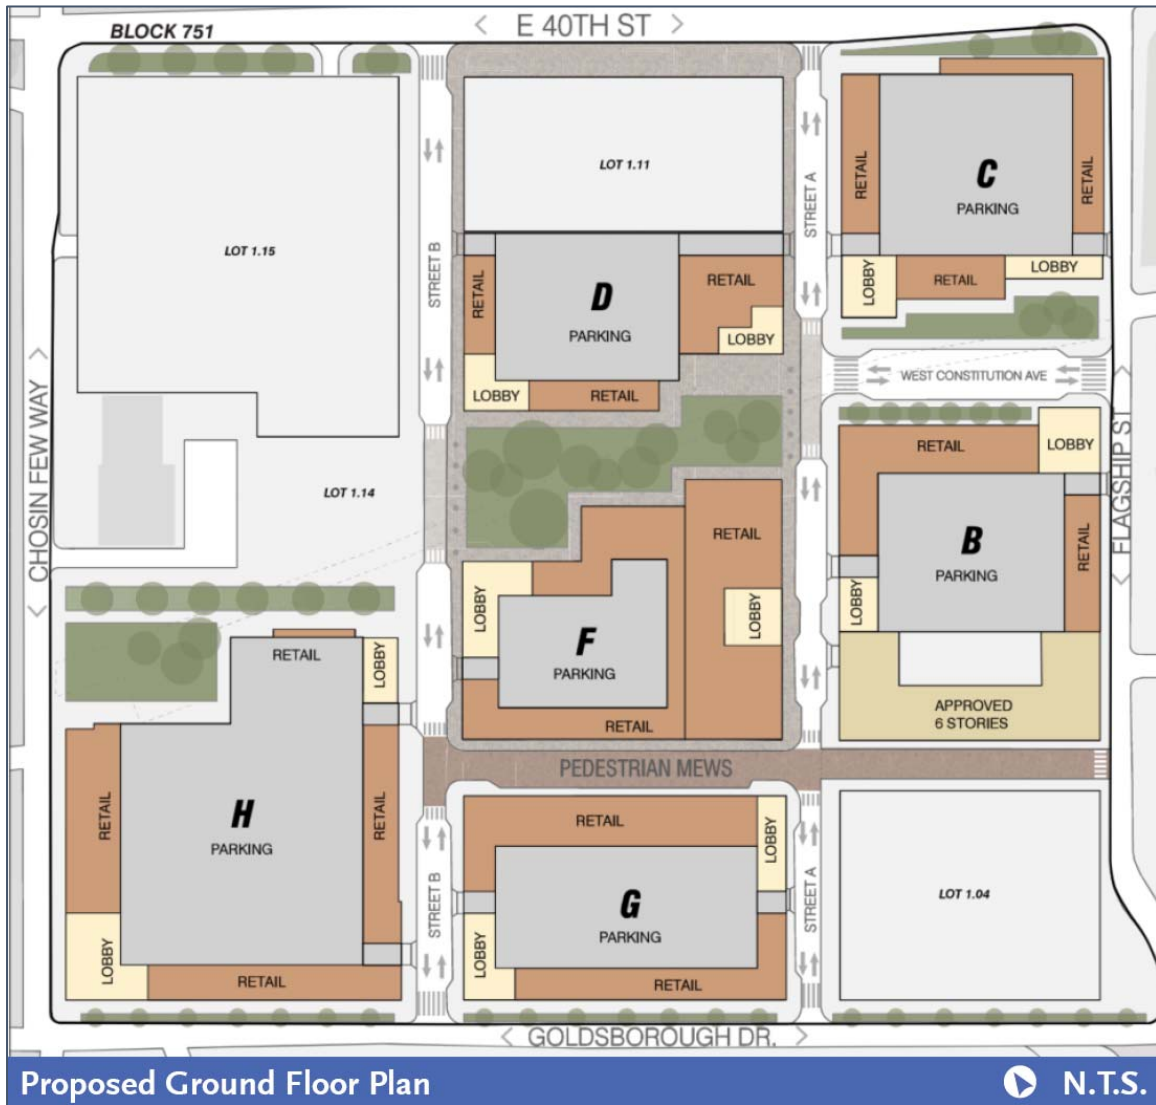 BLOCK 751
< E 40TH ST >
LOT 1.15
STREET B
LOT 1.11
STREET A
RETAIL
C
PARKING
RETAIL
LOBBY
RETAIL
LOBBY
RETAIL
D
PARKING
RETAIL
LOBBY
LOBBY
RETAIL
WEST CONSTITUTION AVE
< CHOSIN FEW WAY >
< FLAGSHIP ST >
LOT 1.14
RETAIL
LOBBY
B
PARKING
RETAIL
LOBBY
APPROVED
6 STORIES
RETAIL
LOBBY
F
PARKING
LOBBY
RETAIL
RETAIL
LOBBY
H
PARKING
RETAIL
RETAIL
LOBBY
RETAIL
PEDESTRIAN MEWS
STREET B
RETAIL
LOBBY
G
PARKING
LOBBY
RETAIL
STREET A
LOT 1.04
< GOLDSBOROUGH DR. >
Proposed Ground Floor Plan
N.T.S.